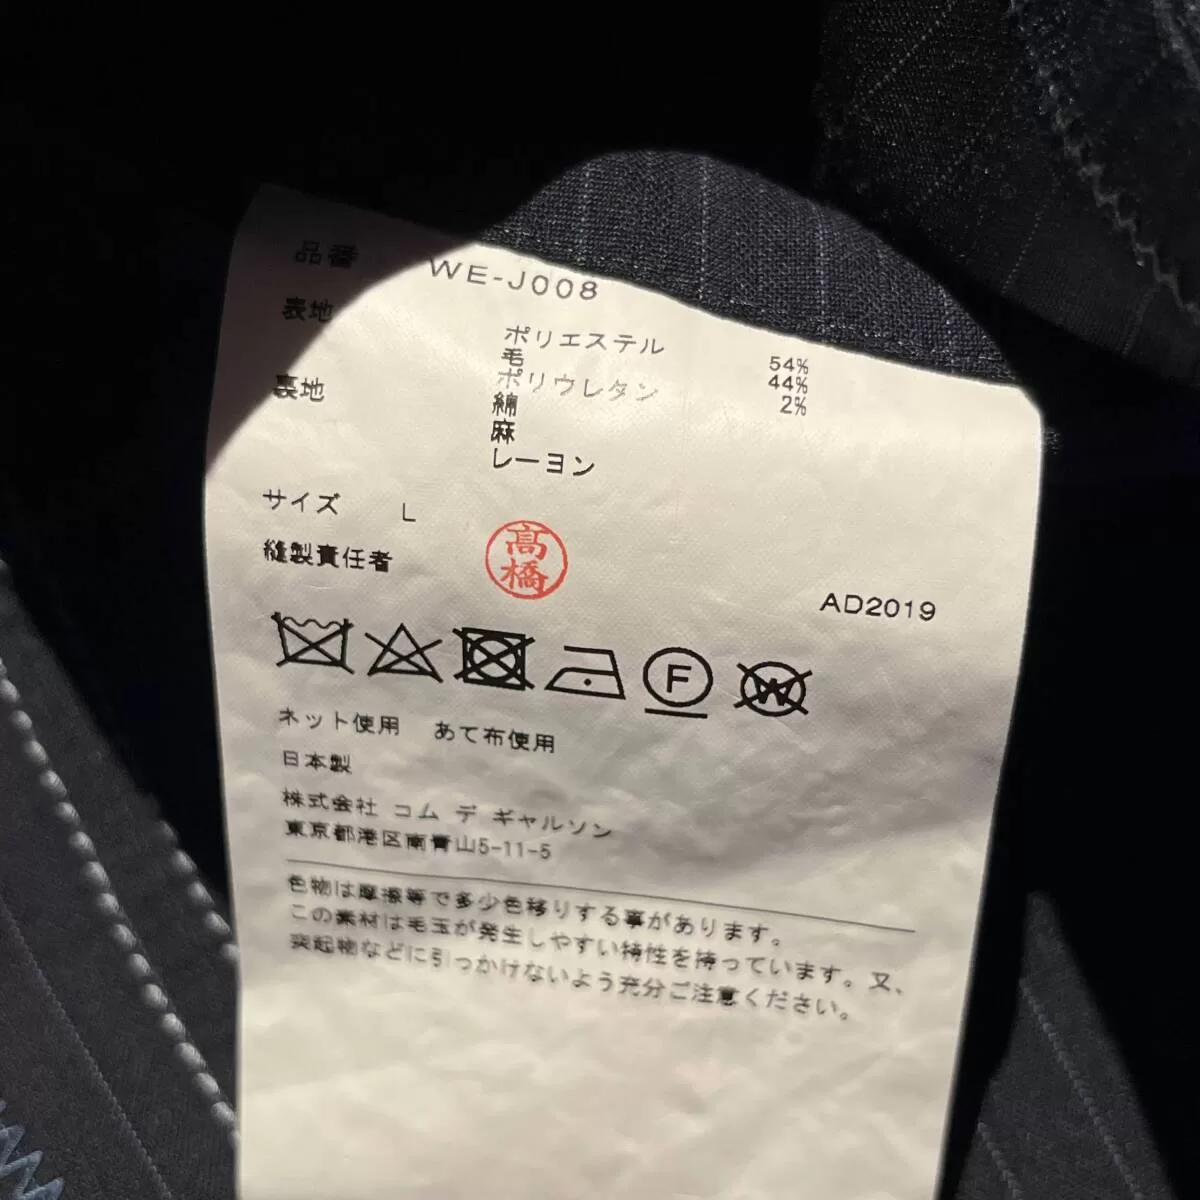 品番 WE-J008
表地 ポリエステル 54%
毛 44%
ポリウレタン 2%
裏地 綿
麻
レーヨン
サイズ L
縫製責任者 髙橋
AD2019
F W
ネット使用 あて布使用
日本製
株式会社 コム デ ギャルソン
東京都港区南青山5-11-5
色物は摩擦等で多少色移りする事があります。
この素材は毛玉が発生しやすい特性を持っています。又、
突起物などに引っかけないよう充分ご注意ください。